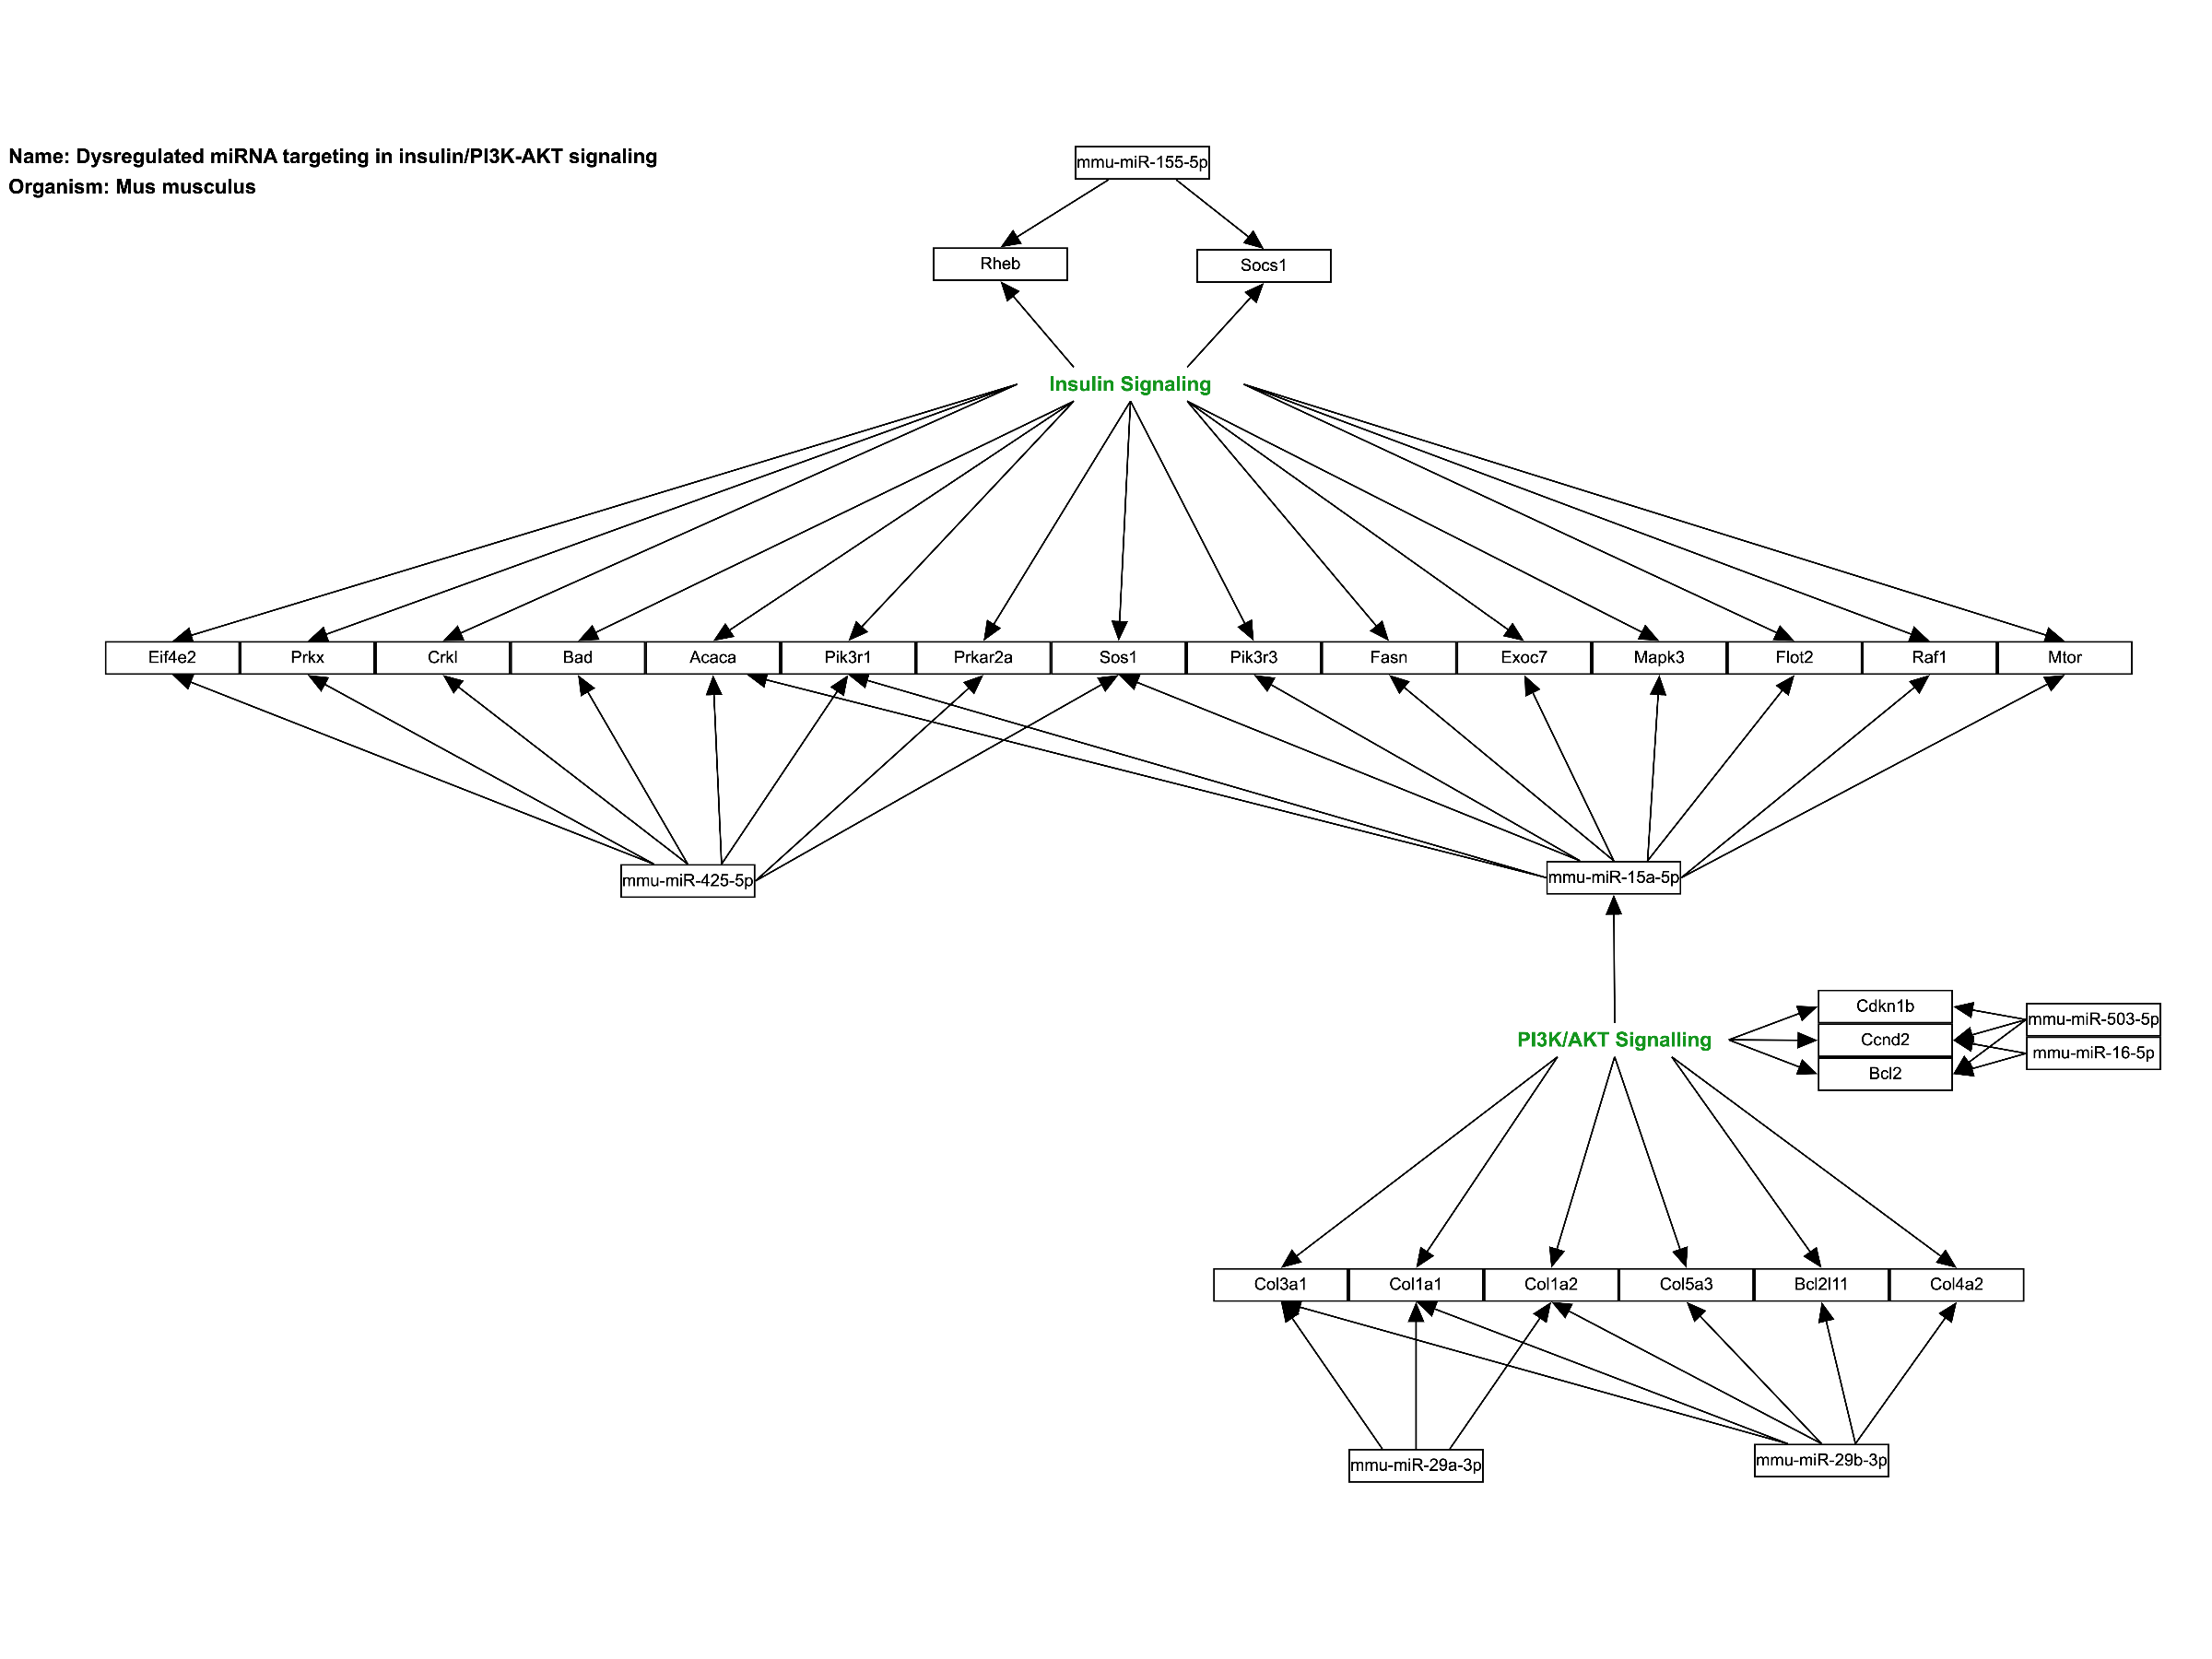 Name: Dysregulated miRNA targeting in insulin/PI3K-AKT signaling
Organism: Mus musculus
mmu-miR-155-5p
Rheb
Socs1
Insulin Signaling
Eif4e2
Prkx
Crkl
Bad
Acaca
Pik3r1
Prkar2a
Sos1
Pik3r3
Fasn
Exoc7
Mapk3
Flot2
Raf1
Mtor
mmu-miR-425-5p
mmu-miR-15a-5p
PI3K/AKT Signalling
Cdkn1b
Ccnd2
Bcl2
mmu-miR-503-5p
mmu-miR-16-5p
Col3a1
Col1a1
Col1a2
Col5a3
Bcl2l11
Col4a2
mmu-miR-29a-3p
mmu-miR-29b-3p